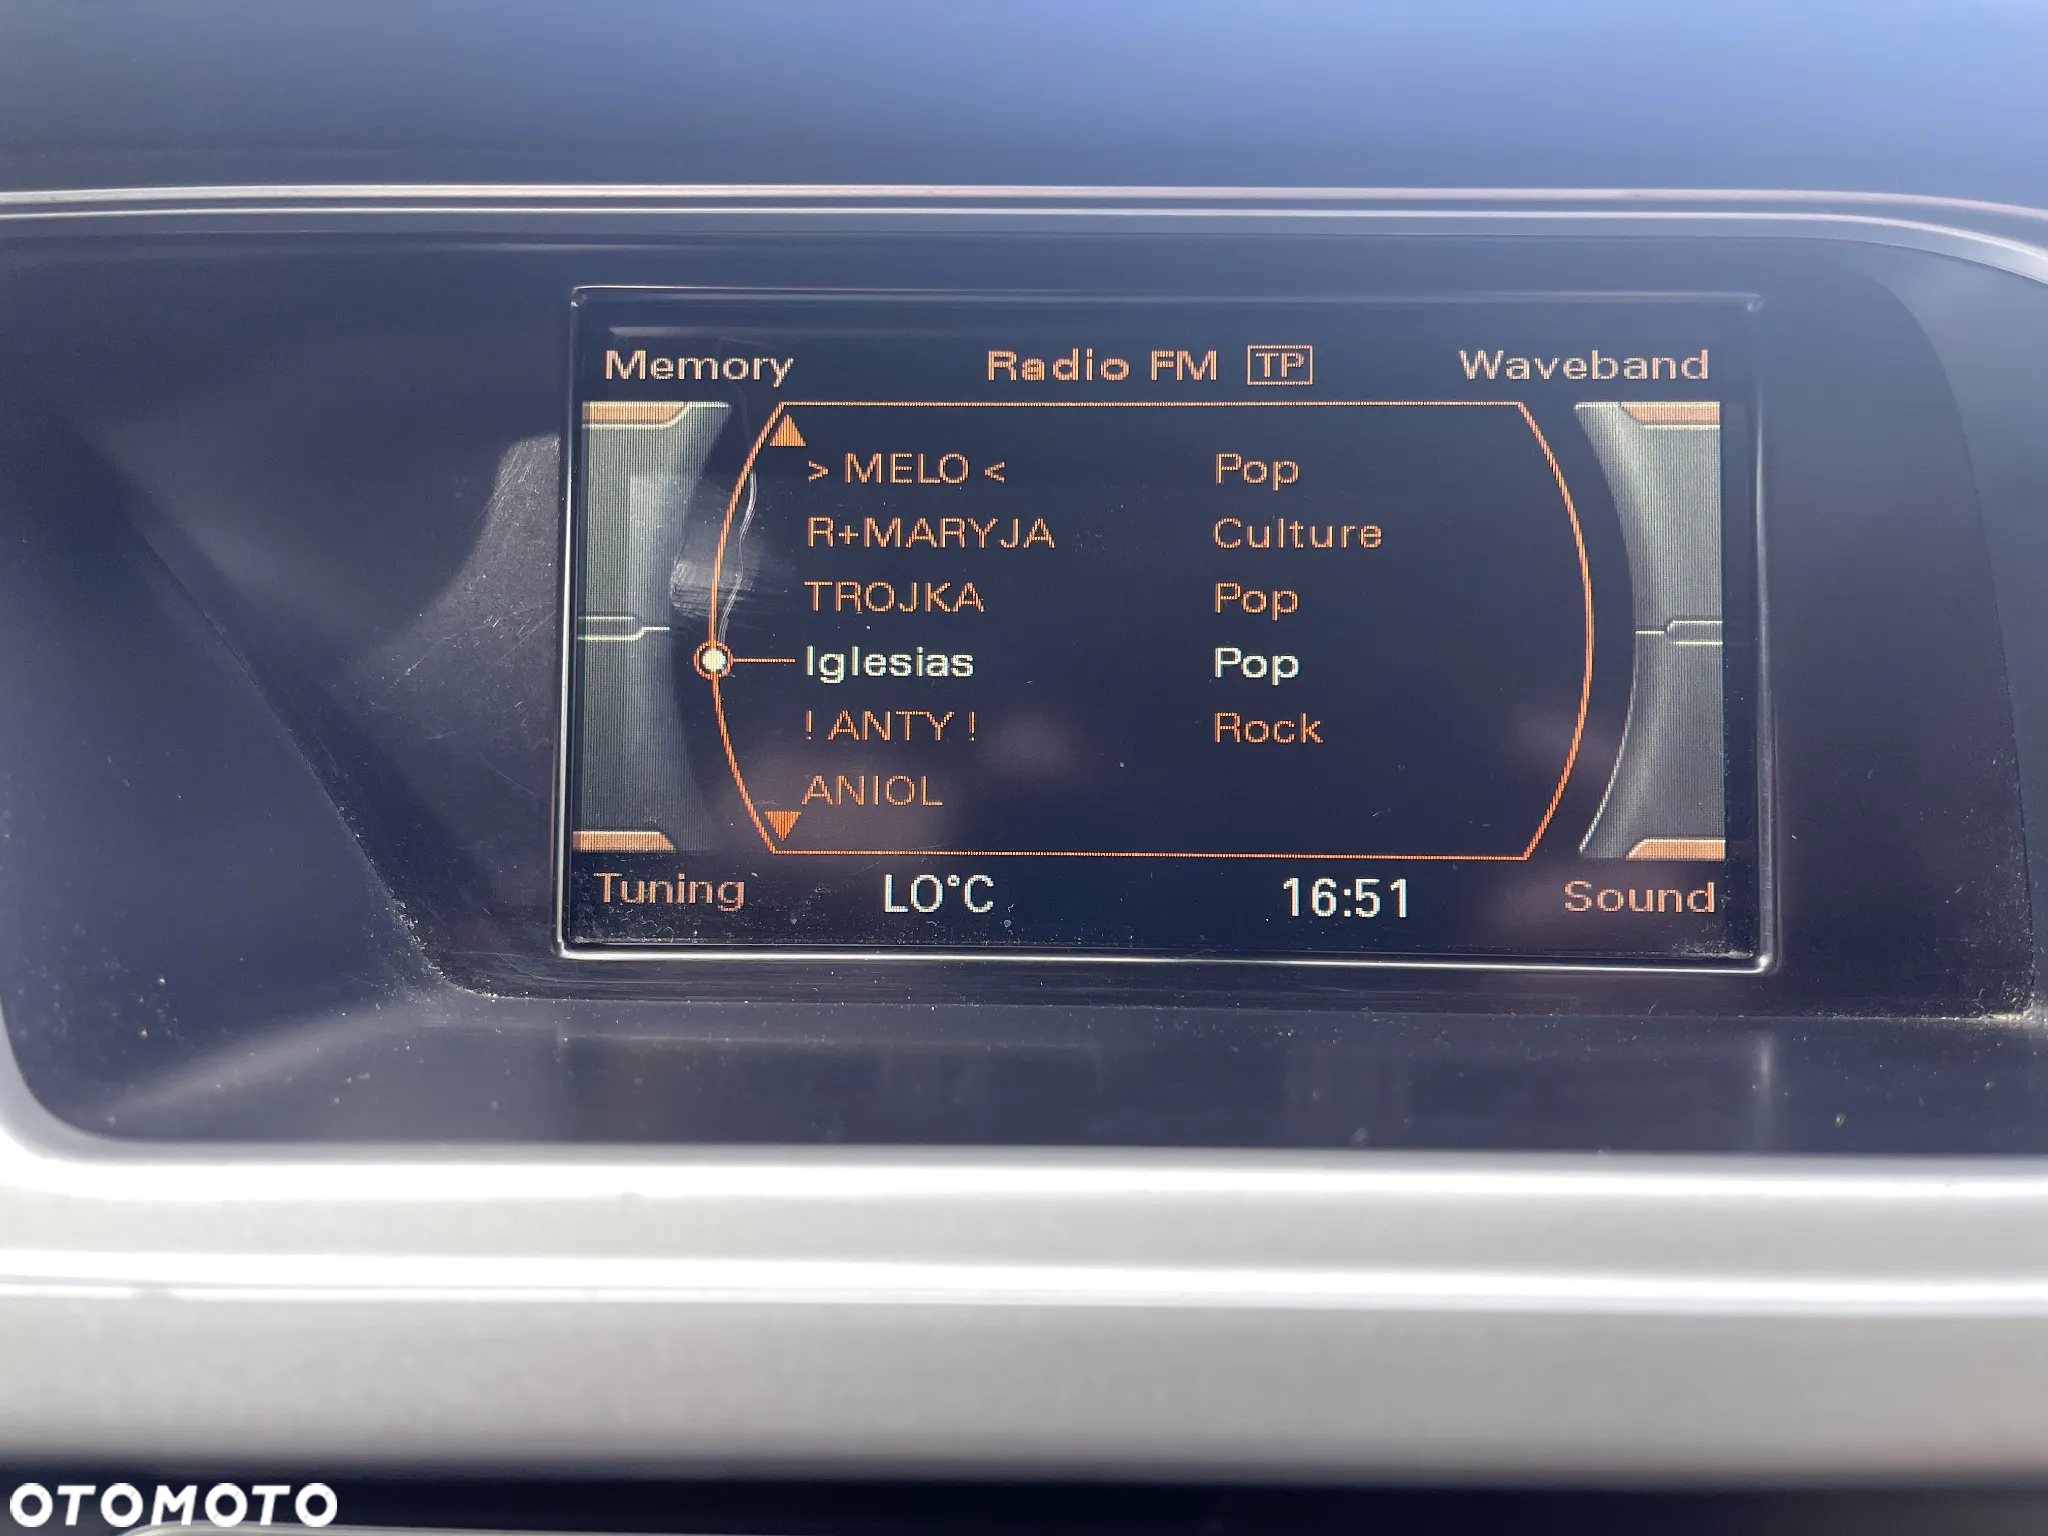 Memory Radio FM TP Waveband
> MELO < Pop
R+MARYJA Culture
TROJKA Pop
Iglesias Pop
! ANTY ! Rock
ANIOL
Tuning LO°C 16:51 Sound
OTOMOTO